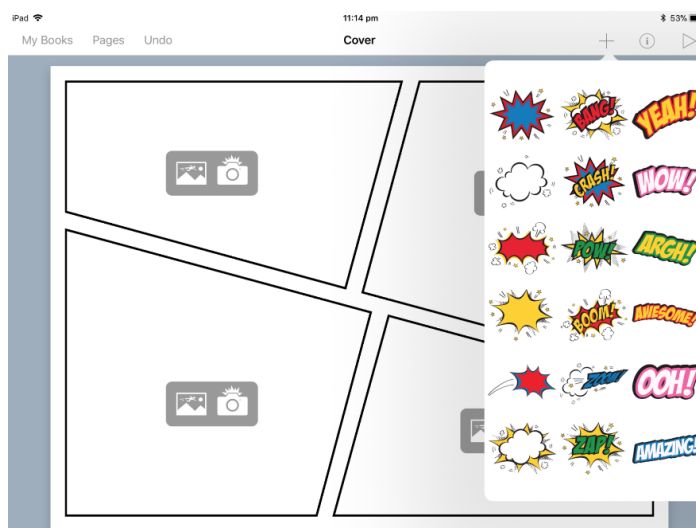 iPad 11:14 pm 53%
My Books Pages Undo Cover
BANG! YEAH!
CRASH! WOW!
POW! ARGH!
BOOM! AWESOME!
ZOOM! OOH!
ZAP! AMAZING!